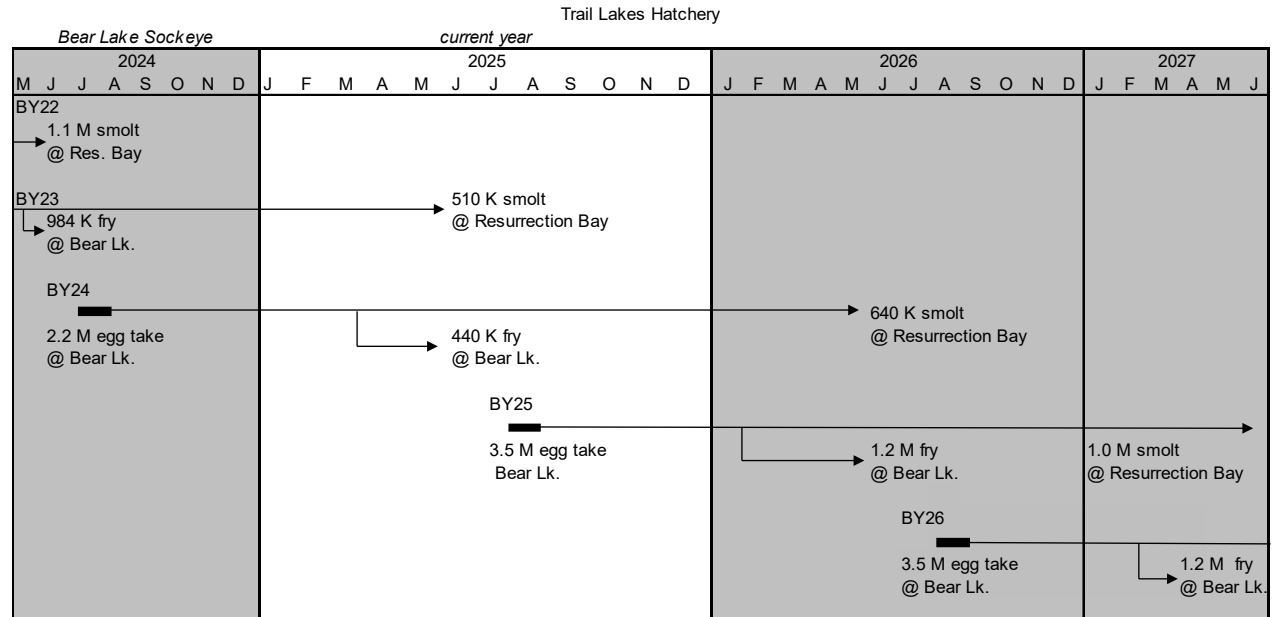 Trail Lakes Hatchery
Bear Lake Sockeye current year
2024 2025 2026 2027
M J J A S O N D J F M A M J J A S O N D J F M A M J J A S O N D J F M A M J
BY22
1.1 M smolt
@ Res. Bay
BY23
984 K fry
@ Bear Lk.
510 K smolt
@ Resurrection Bay
BY24
2.2 M egg take
@ Bear Lk.
440 K fry
@ Bear Lk.
640 K smolt
@ Resurrection Bay
BY25
3.5 M egg take
Bear Lk.
1.2 M fry
@ Bear Lk.
1.0 M smolt
@ Resurrection Bay
BY26
3.5 M egg take
@ Bear Lk.
1.2 M fry
@ Bear Lk.